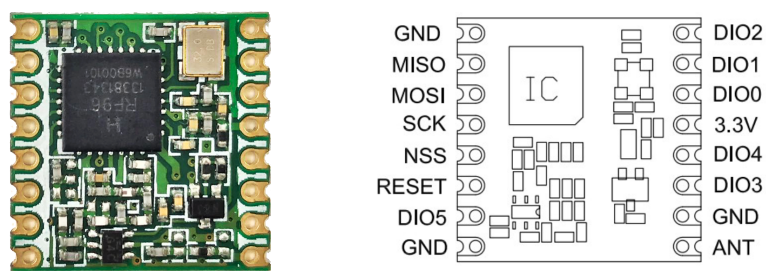 RF96
GND
MISO
MOSI
SCK
NSS
RESET
DIO5
GND
IC
DIO2
DIO1
DIO0
3.3V
DIO4
DIO3
GND
ANT